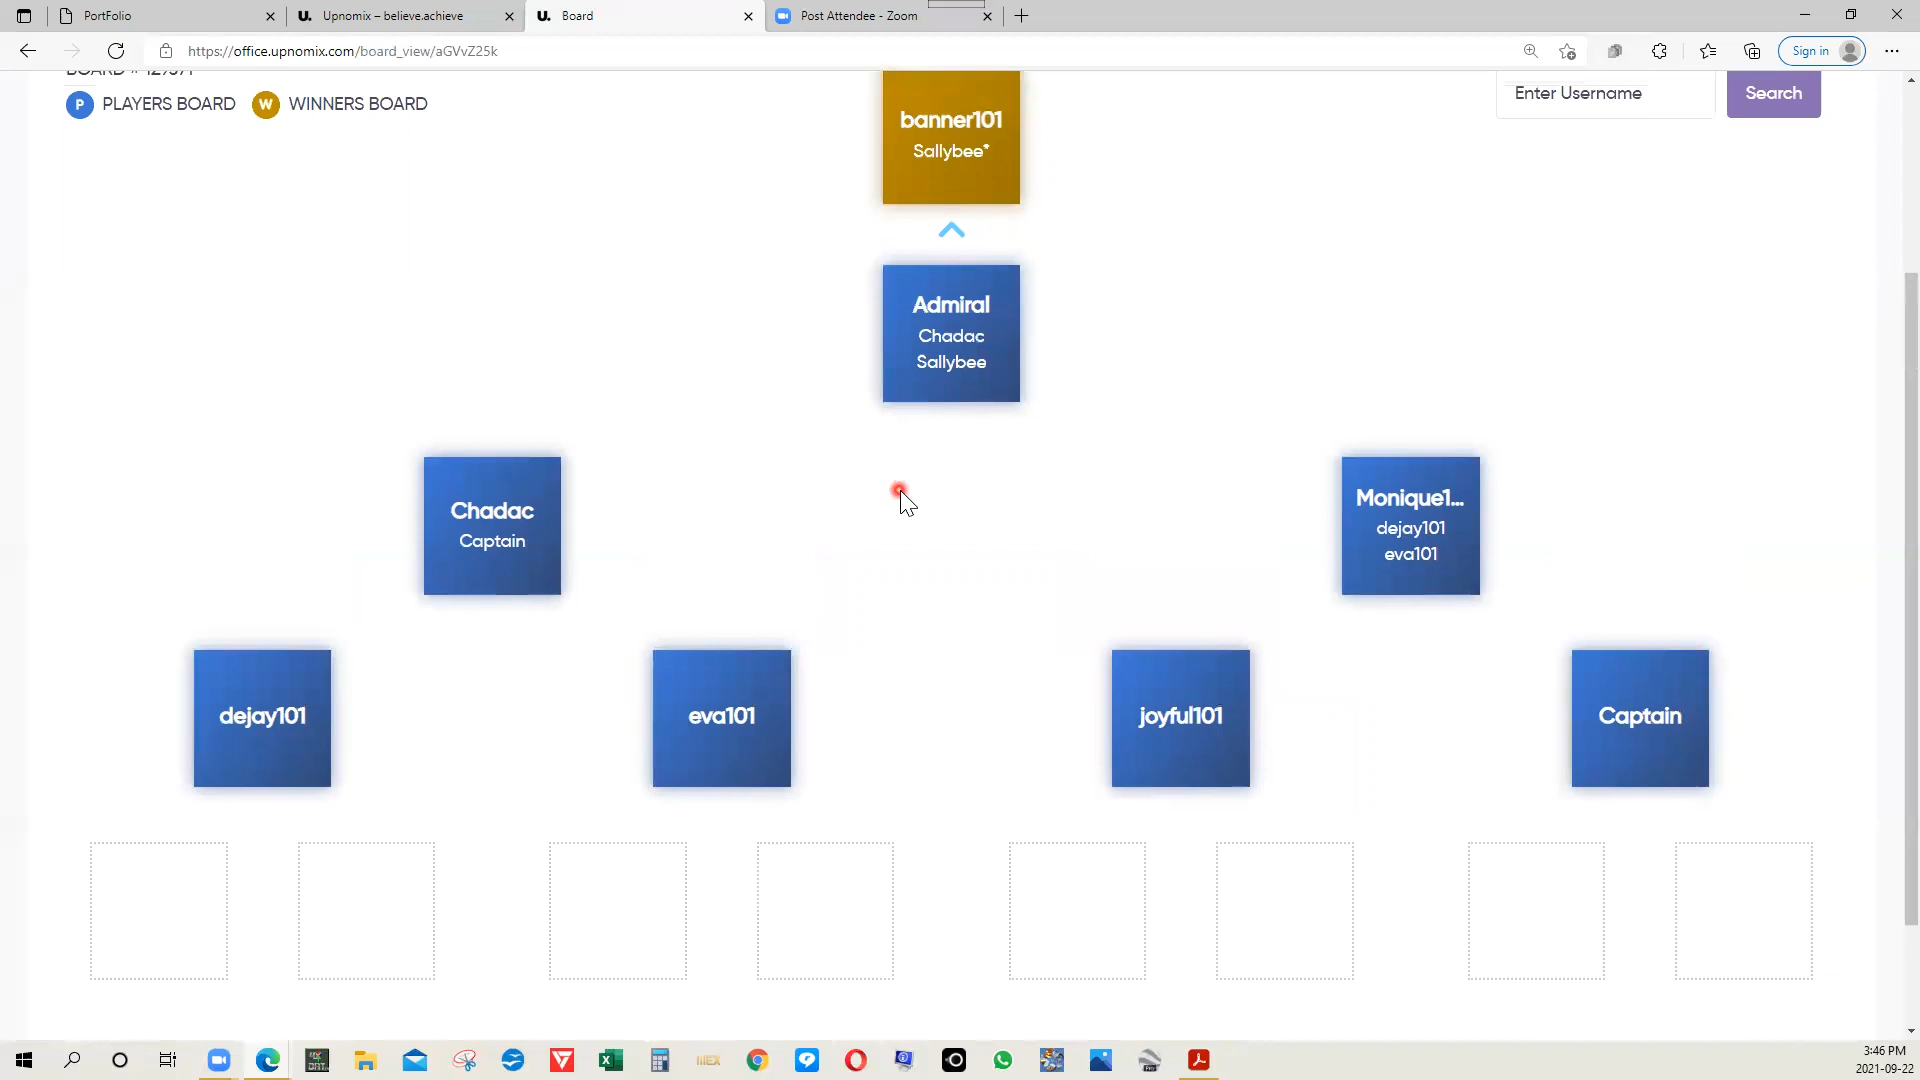 PortFolio
U. Upnomix – believe.achieve
U. Board
Post Attendee - Zoom
https://office.upnomix.com/board_view/aGVvZ25k
Sign in
P PLAYERS BOARD W WINNERS BOARD
Enter Username
Search
banner101
Sallybee*
Admiral
Chadac
Sallybee
Chadac
Captain
Monique1...
dejay101
eva101
dejay101
eva101
joyful101
Captain
3:46 PM
2021-09-22